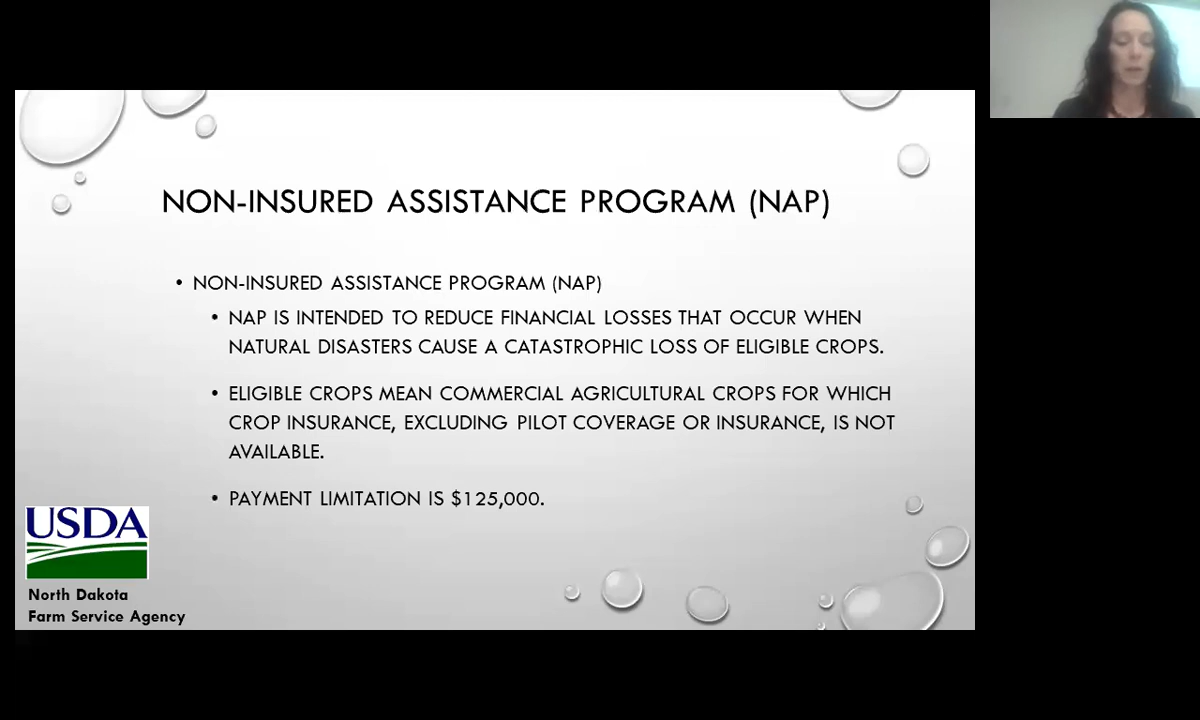 NON-INSURED ASSISTANCE PROGRAM (NAP)
• NON-INSURED ASSISTANCE PROGRAM (NAP)
• NAP IS INTENDED TO REDUCE FINANCIAL LOSSES THAT OCCUR WHEN
NATURAL DISASTERS CAUSE A CATASTROPHIC LOSS OF ELIGIBLE CROPS.
• ELIGIBLE CROPS MEAN COMMERCIAL AGRICULTURAL CROPS FOR WHICH
CROP INSURANCE, EXCLUDING PILOT COVERAGE OR INSURANCE, IS NOT
AVAILABLE.
• PAYMENT LIMITATION IS $125,000.
USDA
North Dakota
Farm Service Agency